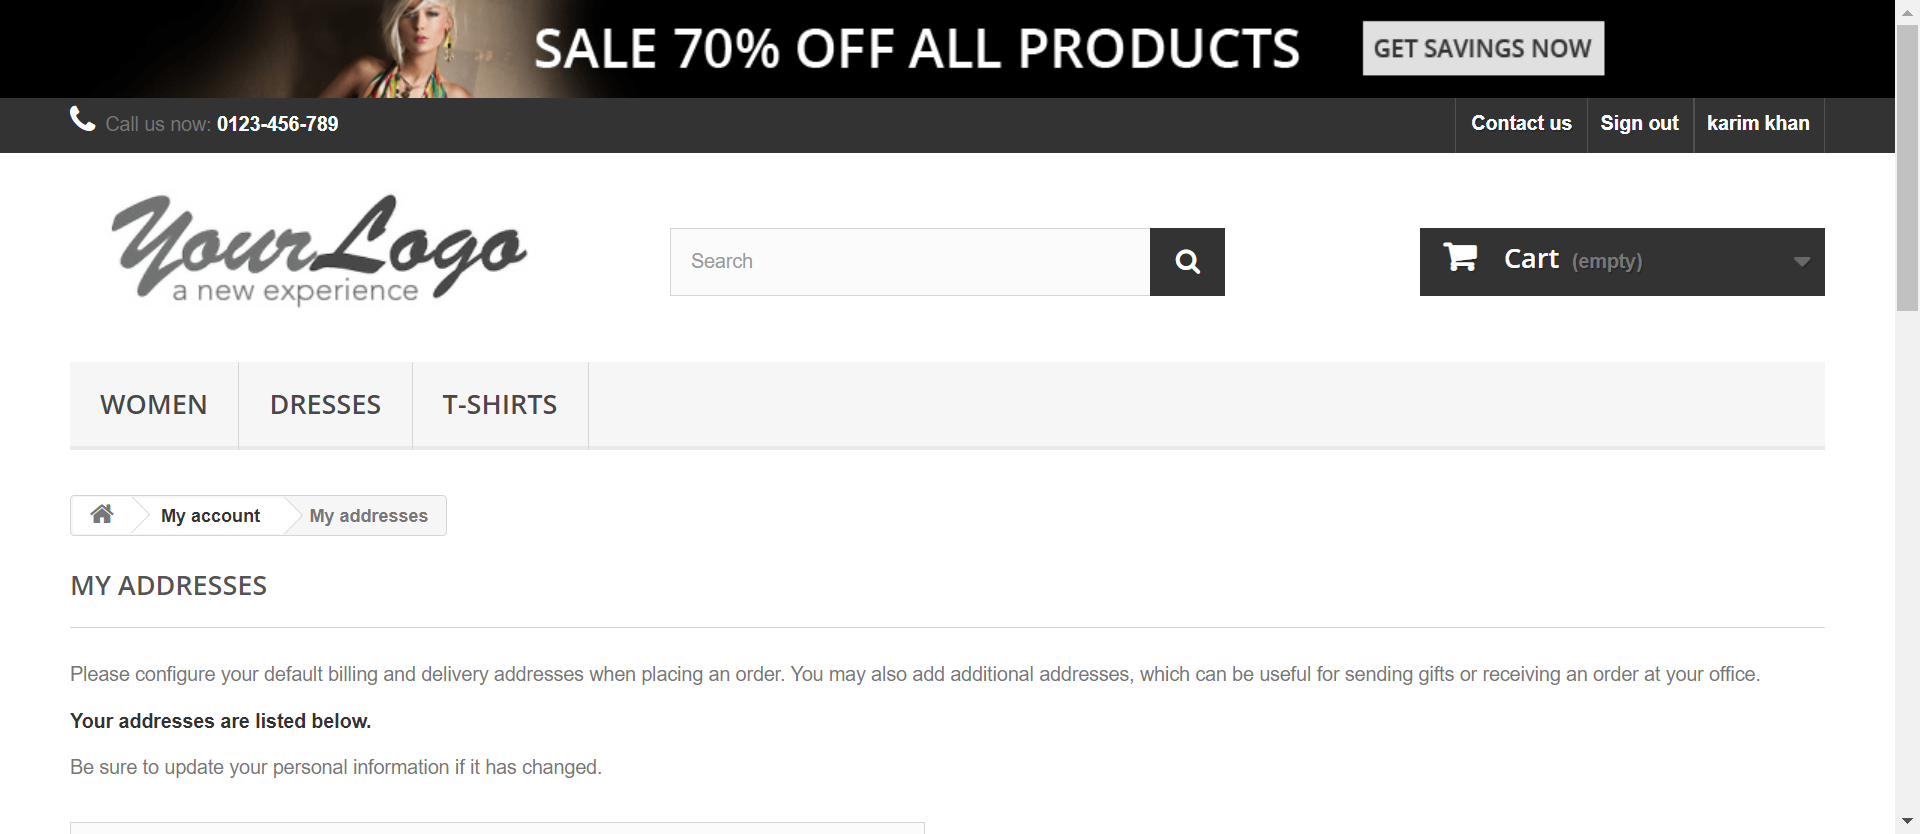 SALE 70% OFF ALL PRODUCTS GET SAVINGS NOW
Call us now: 0123-456-789 Contact us Sign out karim khan
Your Logo
a new experience
Search
Cart (empty)
WOMEN DRESSES T-SHIRTS
My account My addresses
MY ADDRESSES
Please configure your default billing and delivery addresses when placing an order. You may also add additional addresses, which can be useful for sending gifts or receiving an order at your office.
Your addresses are listed below.
Be sure to update your personal information if it has changed.